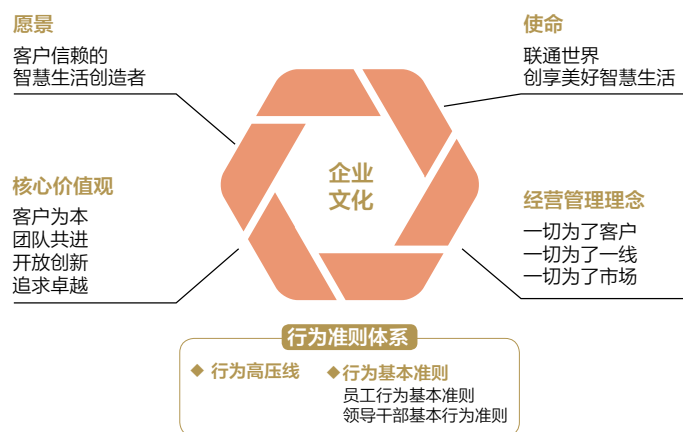 愿景
客户信赖的
智慧生活创造者
使命
联通世界
创享美好智慧生活
企业
文化
核心价值观
客户为本
团队共进
开放创新
追求卓越
经营管理理念
一切为了客户
一切为了一线
一切为了市场
行为准则体系
◆ 行为高压线
◆行为基本准则
员工行为基本准则
领导干部基本行为准则